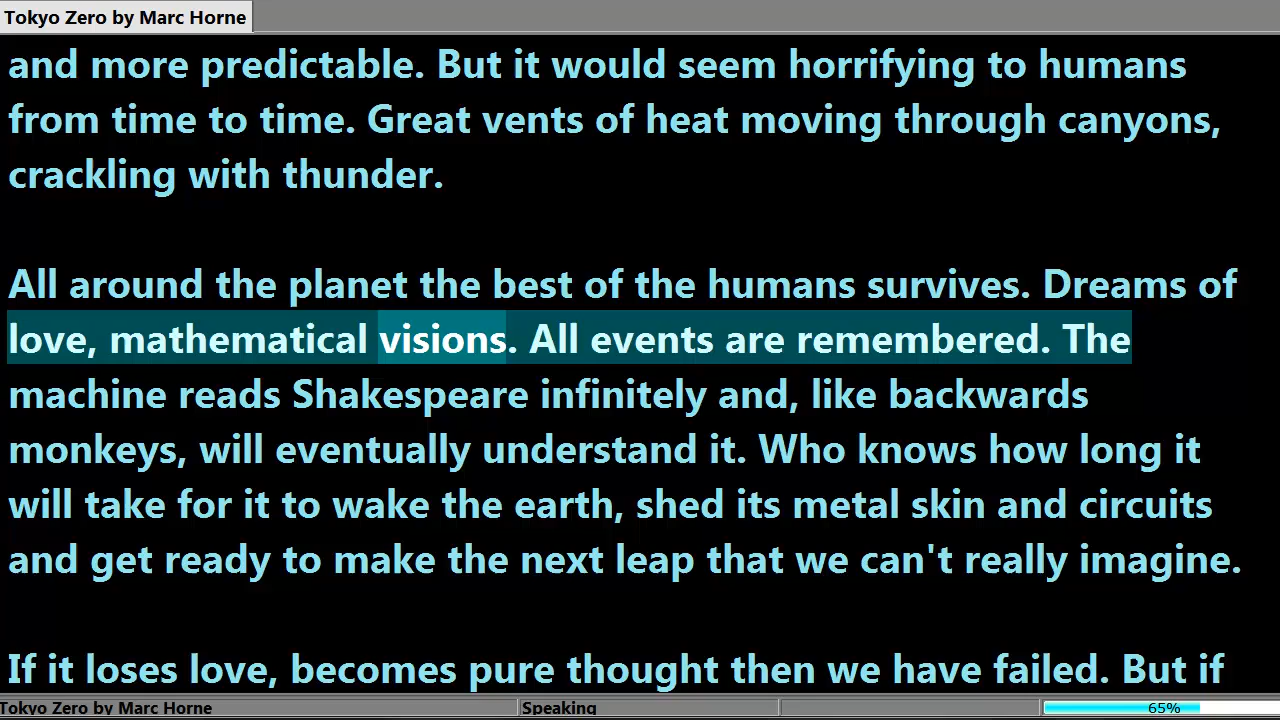 Tokyo Zero by Marc Horne
and more predictable. But it would seem horrifying to humans
from time to time. Great vents of heat moving through canyons,
crackling with thunder.
All around the planet the best of the humans survives. Dreams of
love, mathematical visions. All events are remembered. The
machine reads Shakespeare infinitely and, like backwards
monkeys, will eventually understand it. Who knows how long it
will take for it to wake the earth, shed its metal skin and circuits
and get ready to make the next leap that we can't really imagine.
If it loses love, becomes pure thought then we have failed. But if
Tokyo Zero by Marc Horne Speaking 65%